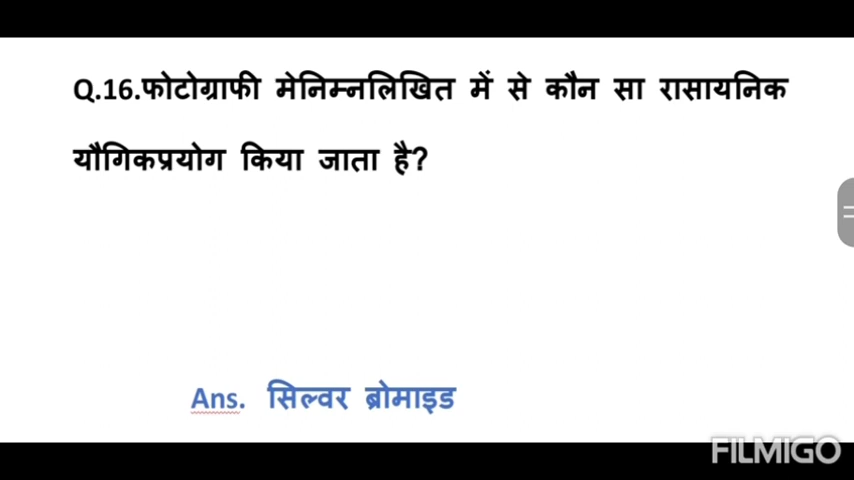 Q.16.फोटोग्राफी मेनिम्नलिखित में से कौन सा रासायनिक
यौगिकप्रयोग किया जाता है?
Ans. सिल्वर ब्रोमाइड
FILMIGO